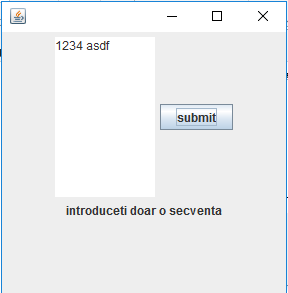 1234 asdf
submit
introduceti doar o secventa